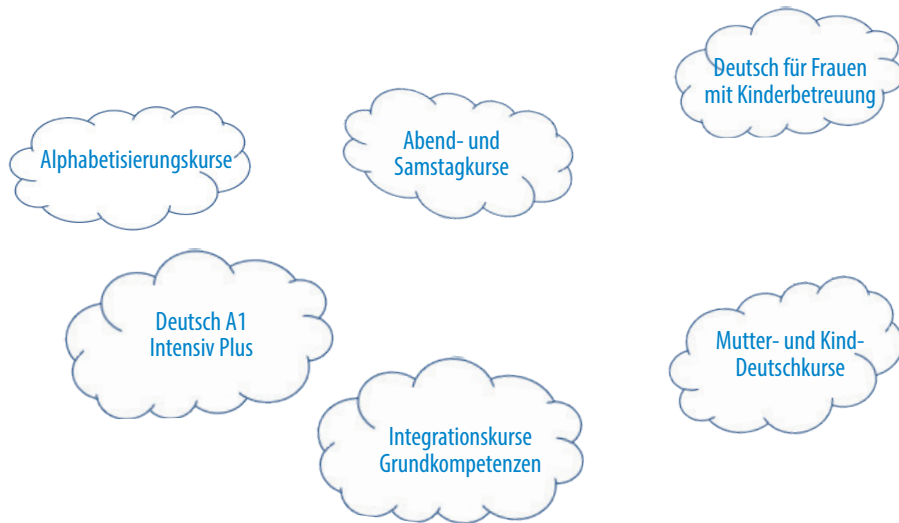 Deutsch für Frauen
mit Kinderbetreuung
Alphabetisierungskurse
Abend- und
Samstagkurse
Deutsch A1
Intensiv Plus
Mutter- und Kind-
Deutschkurse
Integrationskurse
Grundkompetenzen